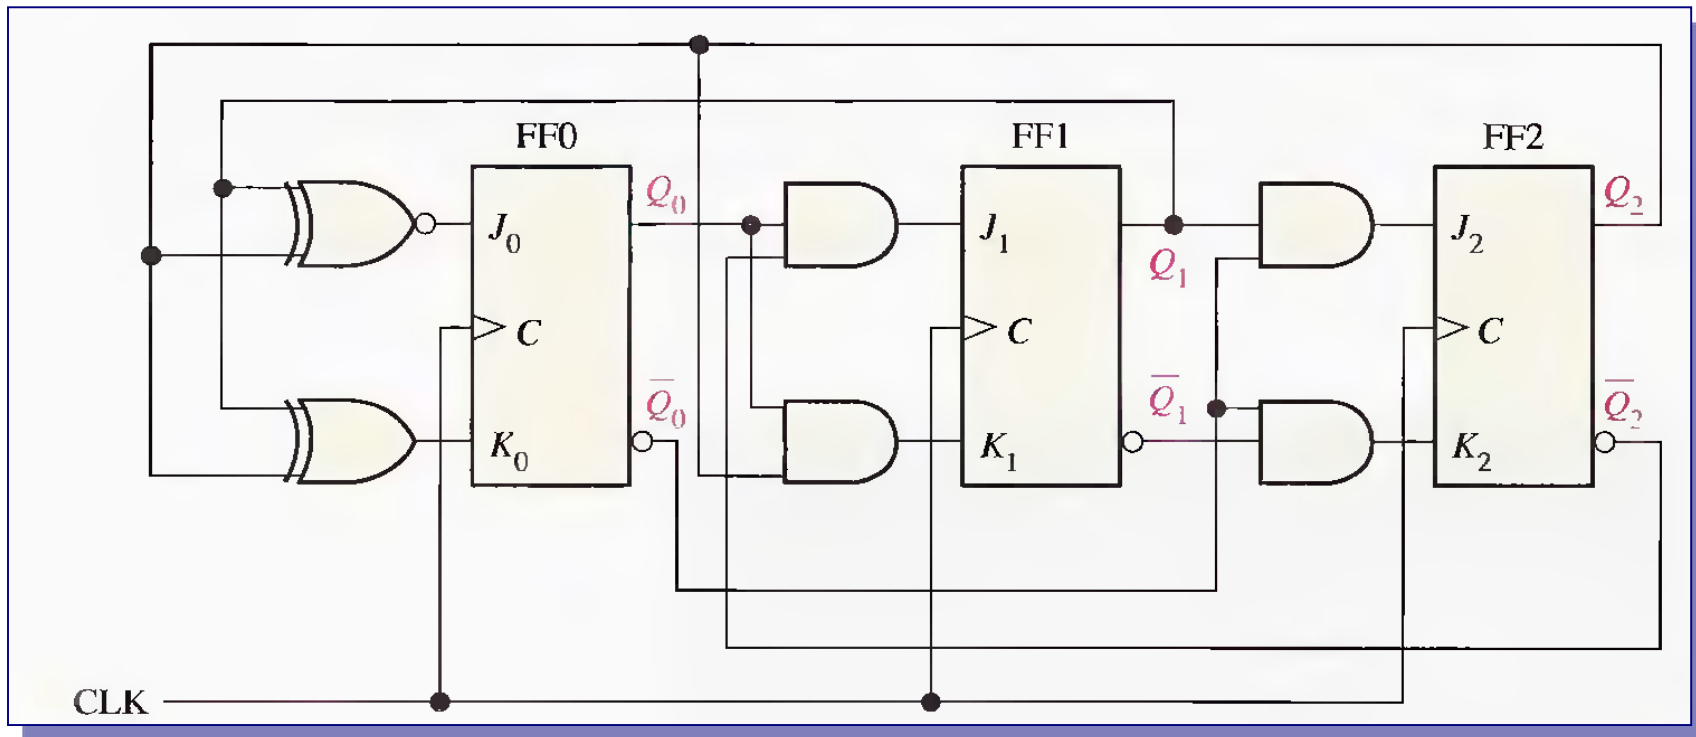 FF0
FF1
FF2
Q₀
Q₂
J₀
J₁
J₂
Q₁
C
C
C
Q̅₀
Q̅₁
Q̅₂
K₀
K₁
K₂
CLK